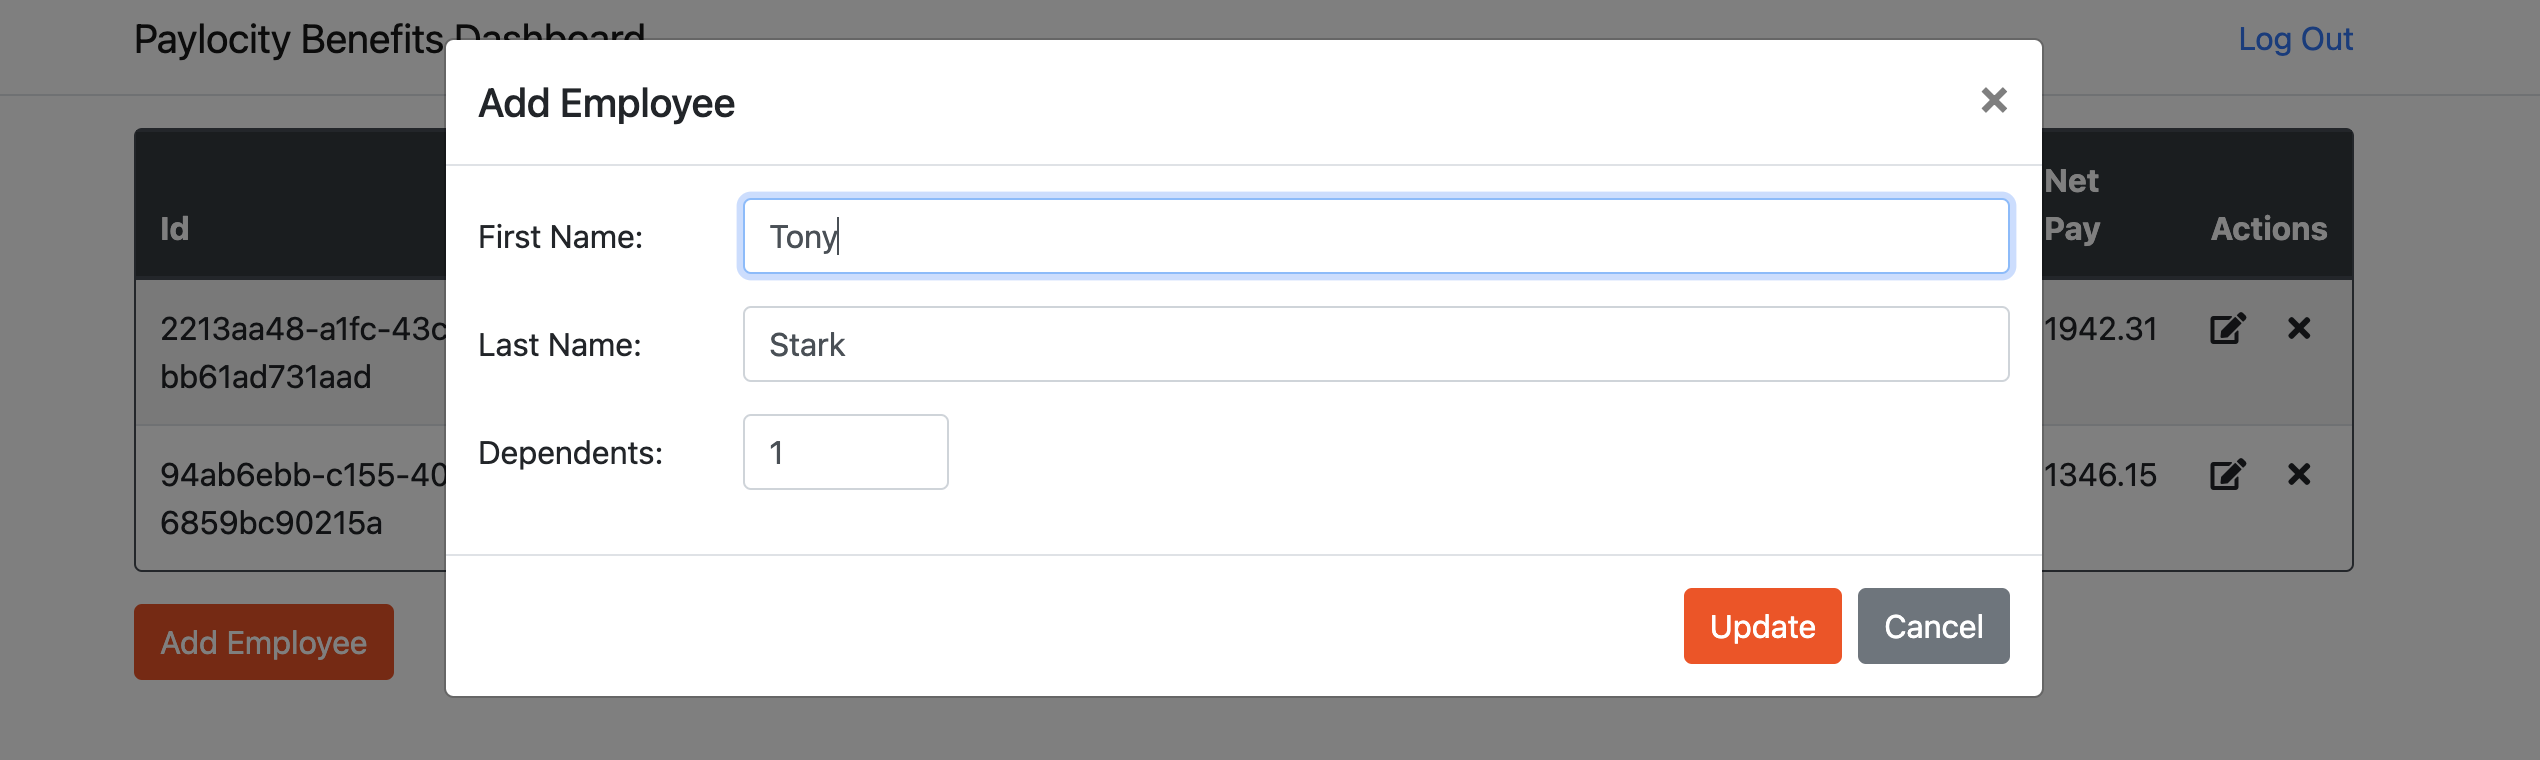 Paylocity Benefits Dashboard
Log Out
Add Employee
First Name:
Tony
Last Name:
Stark
Dependents:
1
Update
Cancel
Id
Net
Pay
Actions
2213aa48-a1fc-43c
bb61ad731aad
1942.31
94ab6ebb-c155-40
6859bc90215a
1346.15
Add Employee